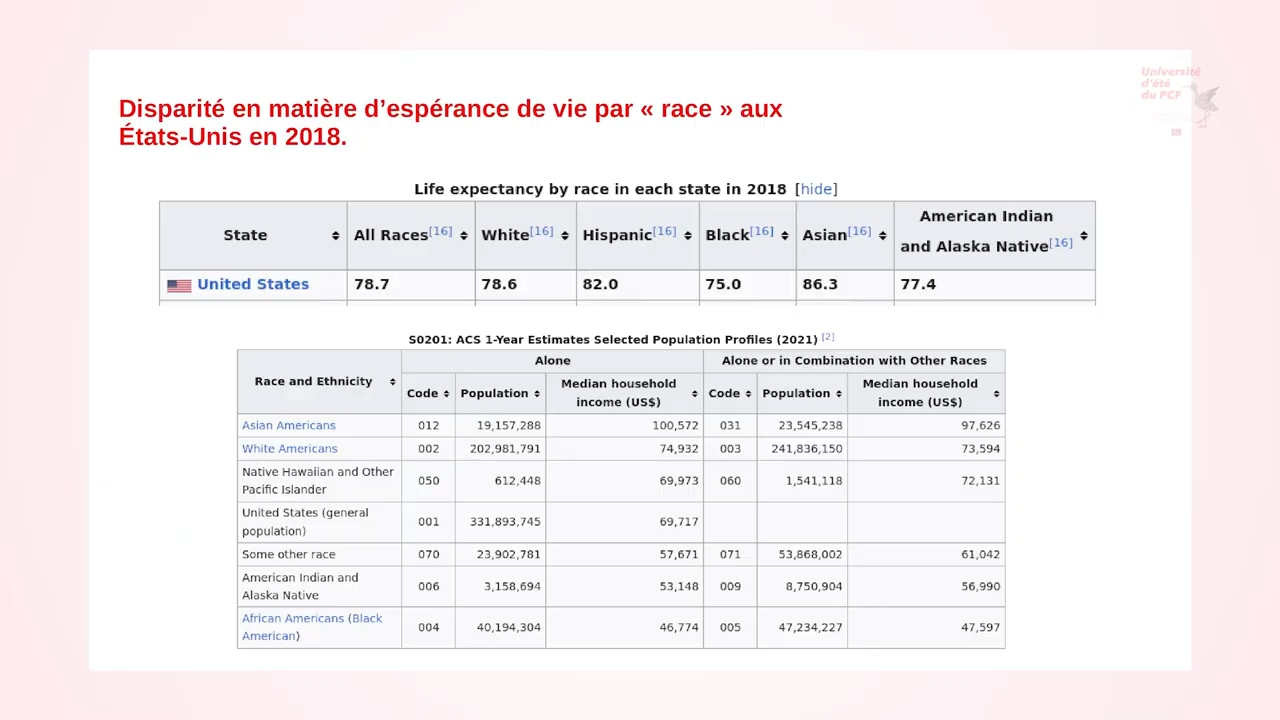 Université
d'été
du PCF
Disparité en matière d’espérance de vie par « race » aux
États-Unis en 2018.
Life expectancy by race in each state in 2018 [hide]
State All Races[16] White[16] Hispanic[16] Black[16] Asian[16] American Indian and Alaska Native[16]
United States 78.7 78.6 82.0 75.0 86.3 77.4
S0201: ACS 1-Year Estimates Selected Population Profiles (2021) [2]
Race and Ethnicity Alone Alone or in Combination with Other Races
Code Population Median household income (US$) Code Population Median household income (US$)
Asian Americans 012 19,157,288 100,572 031 23,545,238 97,626
White Americans 002 202,981,791 74,932 003 241,836,150 73,594
Native Hawaiian and Other Pacific Islander 050 612,448 69,973 060 1,541,118 72,131
United States (general population) 001 331,893,745 69,717
Some other race 070 23,902,781 57,671 071 53,868,002 61,042
American Indian and Alaska Native 006 3,158,694 53,148 009 8,750,904 56,990
African Americans (Black American) 004 40,194,304 46,774 005 47,234,227 47,597